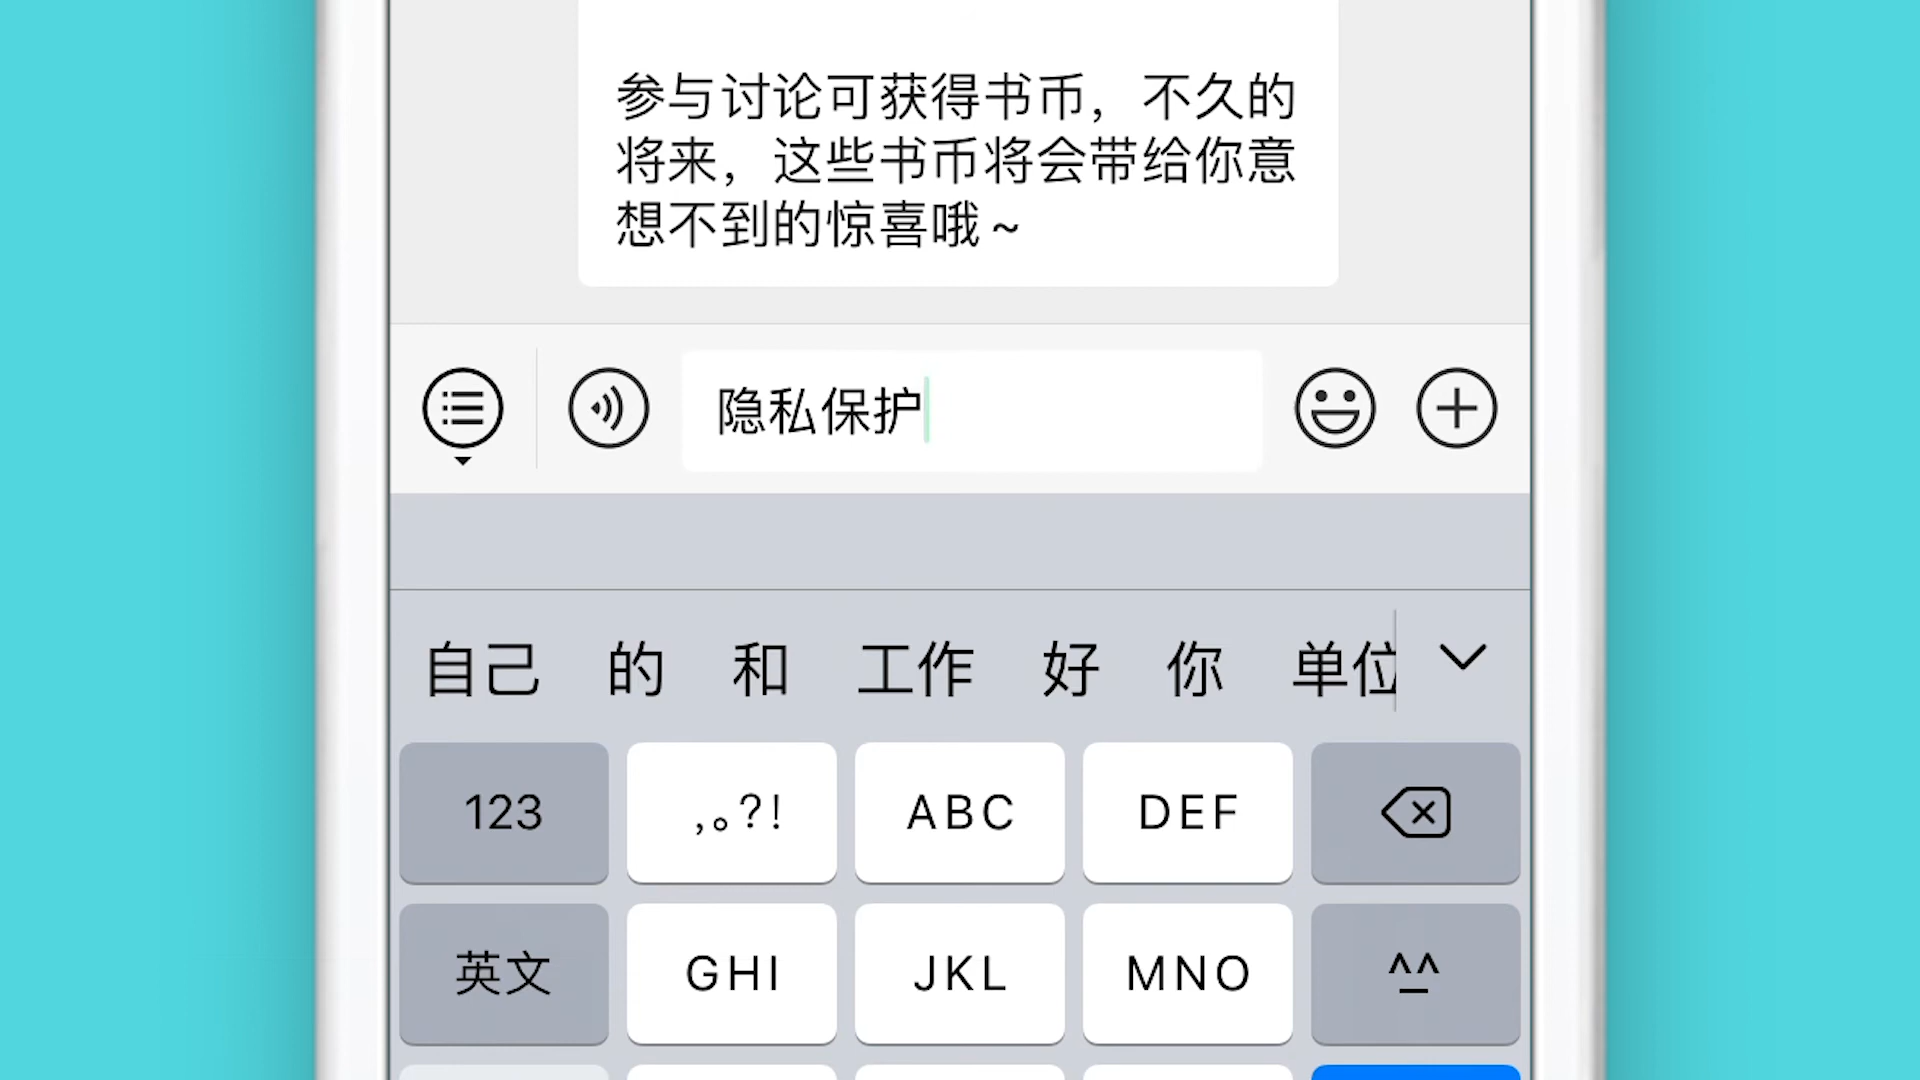 参与讨论可获得书币，不久的
将来，这些书币将会带给你意
想不到的惊喜哦~
隐私保护
自己 的 和 工作 好 你 单位
123 ,。?! ABC DEF
英文 GHI JKL MNO ^^